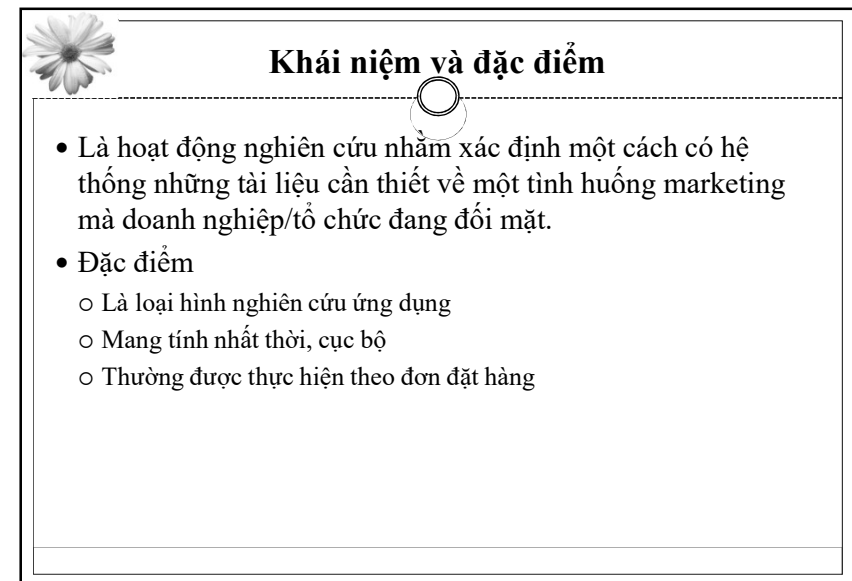 Khái niệm và đặc điểm
• Là hoạt động nghiên cứu nhằm xác định một cách có hệ
thống những tài liệu cần thiết về một tình huống marketing
mà doanh nghiệp/tổ chức đang đối mặt.
• Đặc điểm
○ Là loại hình nghiên cứu ứng dụng
○ Mang tính nhất thời, cục bộ
○ Thường được thực hiện theo đơn đặt hàng